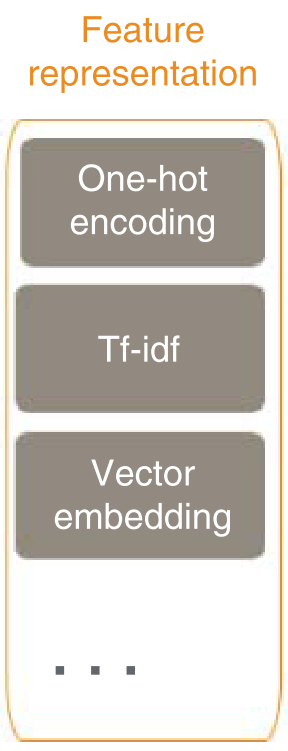 Feature
representation
One-hot
encoding
Tf-idf
Vector
embedding
...